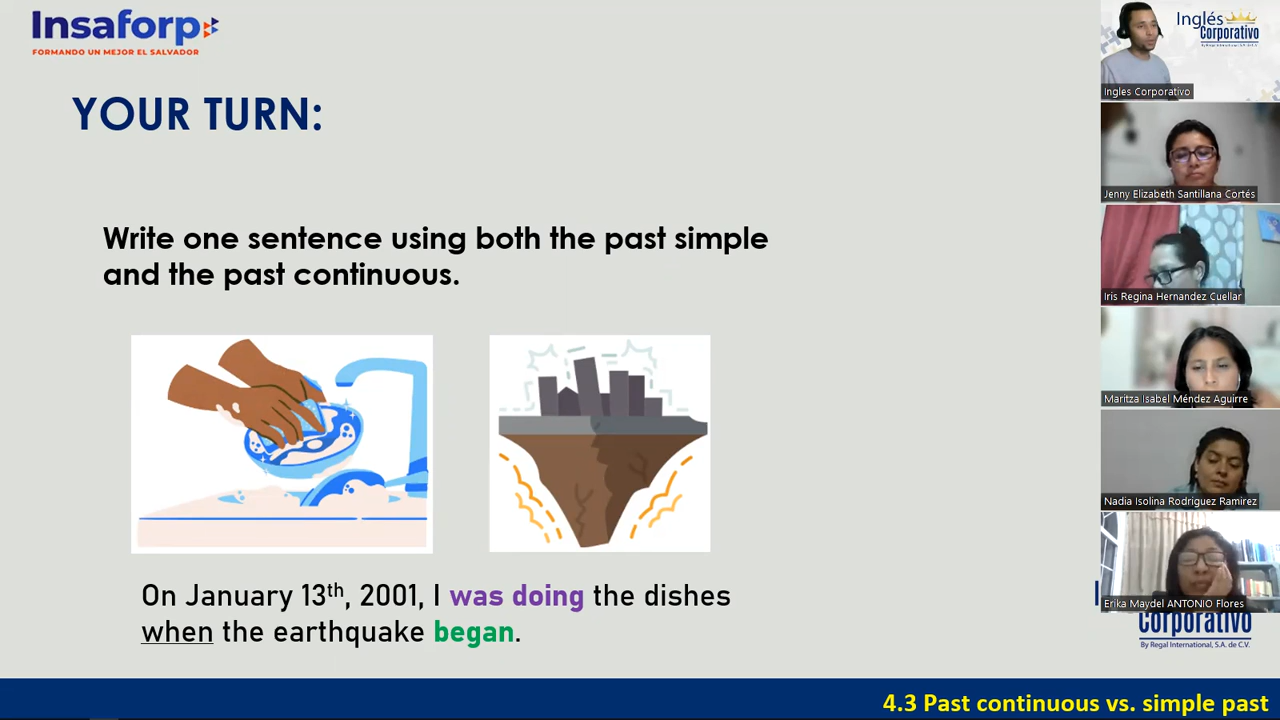 Insaforp
FORMANDO UN MEJOR EL SALVADOR
YOUR TURN:
Write one sentence using both the past simple
and the past continuous.
On January 13th, 2001, I was doing the dishes
when the earthquake began.
Inglés
Corporativo
Ingles Corporativo
Jenny Elizabeth Santillana Cortés
Iris Regina Hernandez Cuellar
Maritza Isabel Méndez Aguirre
Nadia Isolina Rodriguez Ramirez
Erika Maydel ANTONIO Flores
Corporativo
By Regal International, S.A. de C.V.
4.3 Past continuous vs. simple past